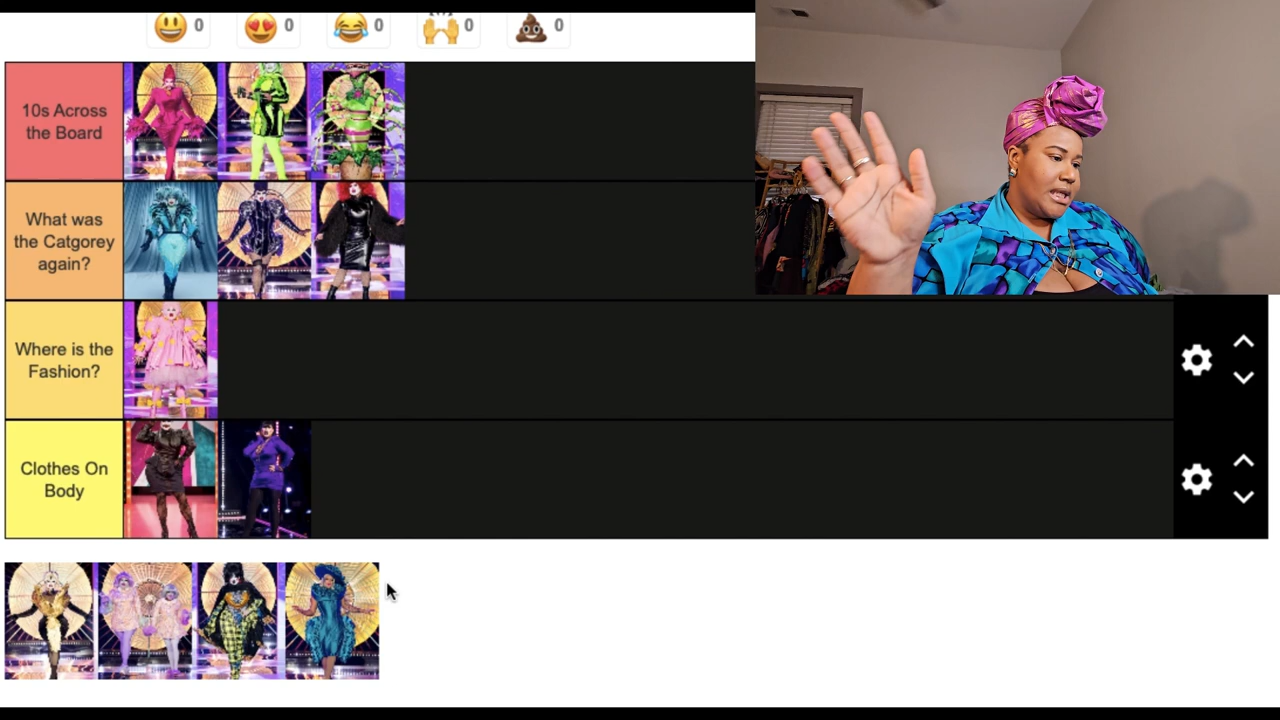 0 0 0 0 0
10s Across
the Board
What was
the Catgorey
again?
Where is the
Fashion?
Clothes On
Body